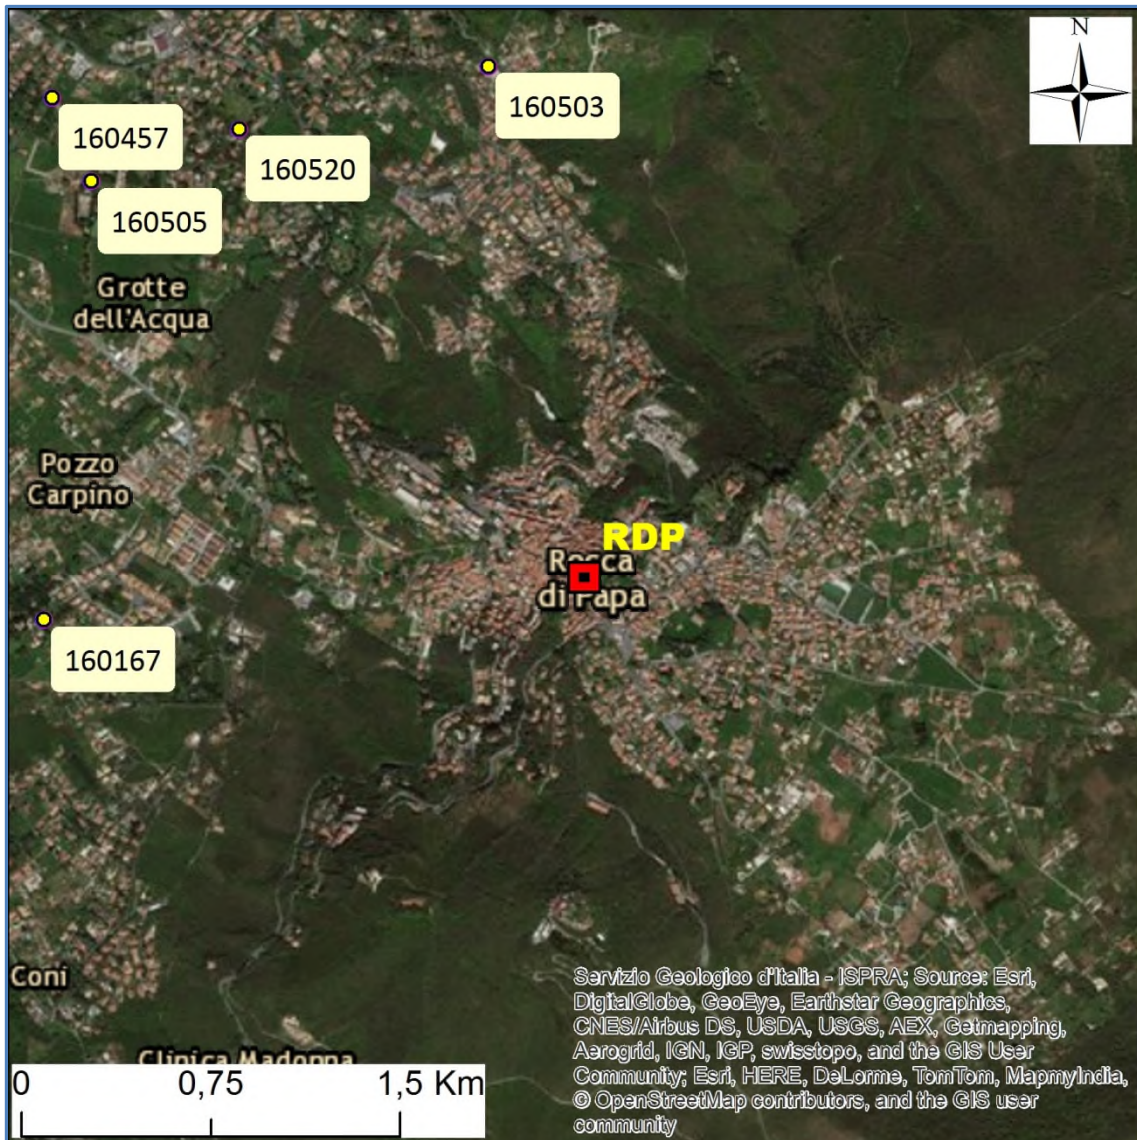 N
160503
160457
160520
160505
Grotte
dell'Acqua
Pozzo
Carpino
RDP
Rocca
di Papa
160167
Coni
Clinica Madonna
0 0,75 1,5 Km
Servizio Geologico d'Italia - ISPRA; Source: Esri,
DigitalGlobe, GeoEye, Earthstar Geographics,
CNES/Airbus DS, USDA, USGS, AEX, Getmapping,
Aerogrid, IGN, IGP, swisstopo, and the GIS User
Community; Esri, HERE, DeLorme, TomTom, MapmyIndia,
© OpenStreetMap contributors, and the GIS user
community